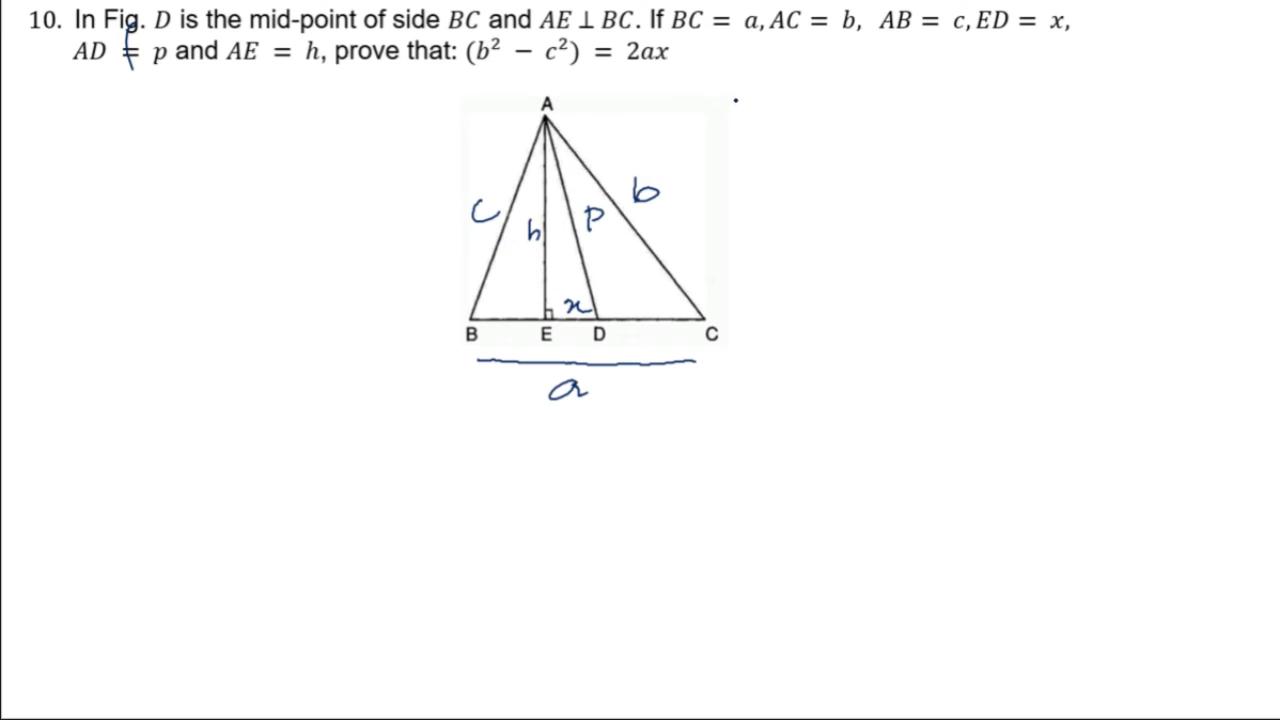 10. In Fig. D is the mid-point of side BC and AE ⊥ BC. If BC = a, AC = b, AB = c, ED = x,
AD = p and AE = h, prove that: (b² − c²) = 2ax
A
b
c
p
h
x
B E D C
a